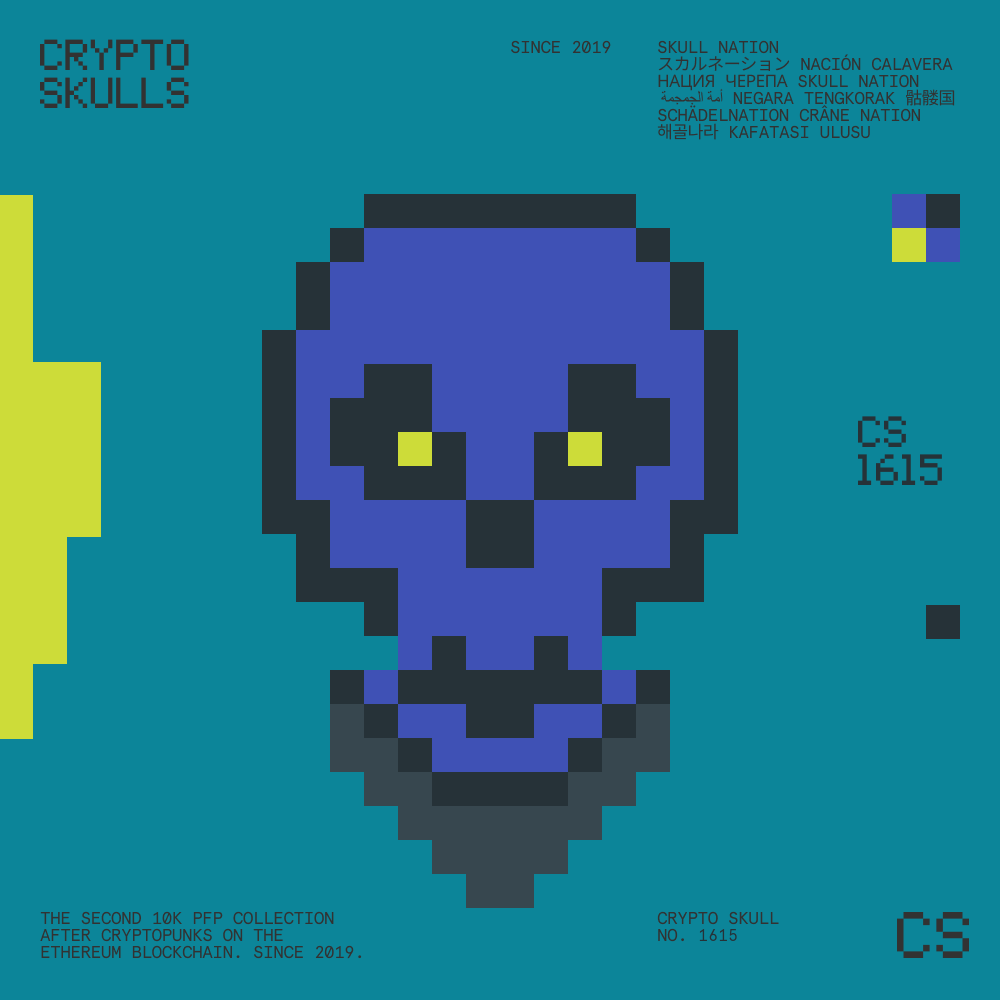 CRYPTO
SKULLS
SINCE 2019
SKULL NATION
スカルネーション NACIÓN CALAVERA
НАЦИЯ ЧЕРЕПА SKULL NATION
أمة الجمجمة NEGARA TENGKORAK 骷髅国
SCHÄDELNATION CRÂNE NATION
해골나라 KAFATASI ULUSU
CS
1615
THE SECOND 10K PFP COLLECTION
AFTER CRYPTOPUNKS ON THE
ETHEREUM BLOCKCHAIN. SINCE 2019.
CRYPTO SKULL
NO. 1615
CS